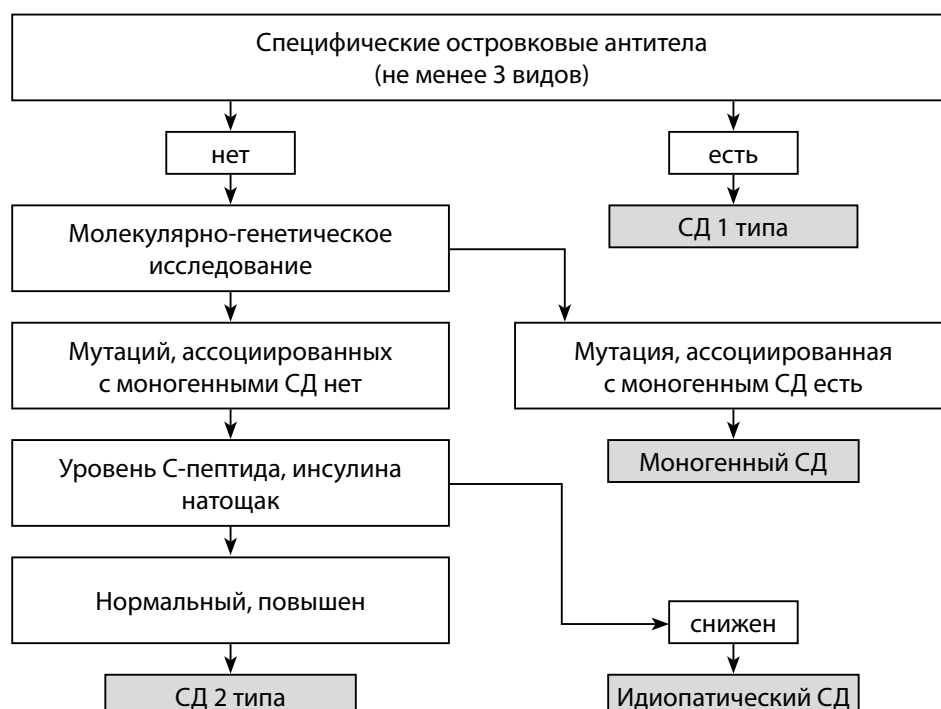 Специфические островковые антитела
(не менее 3 видов)
нет
есть
СД 1 типа
Молекулярно-генетическое
исследование
Мутаций, ассоциированных
с моногенными СД нет
Мутация, ассоциированная
с моногенным СД есть
Моногенный СД
Уровень С-пептида, инсулина
натощак
Нормальный, повышен
снижен
СД 2 типа
Идиопатический СД